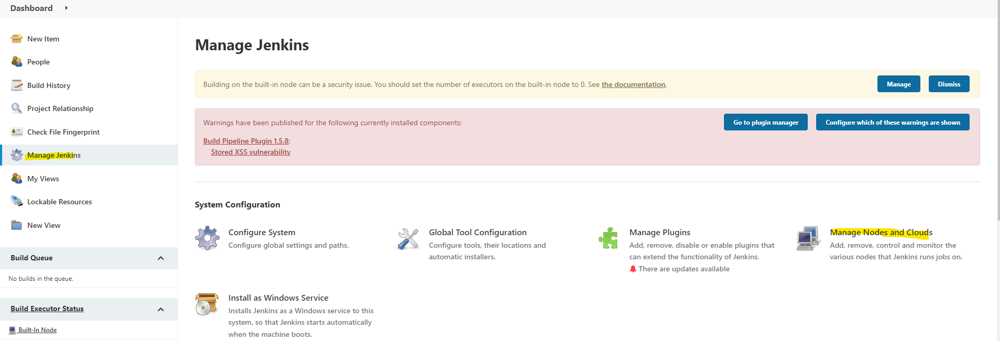 Dashboard
New Item
People
Build History
Project Relationship
Check File Fingerprint
Manage Jenkins
My Views
Lockable Resources
New View
Build Queue
No builds in the queue.
Build Executor Status
Built-In Node
Manage Jenkins
Building on the built-in node can be a security issue. You should set the number of executors on the built-in node to 0. See the documentation.
Manage
Dismiss
Warnings have been published for the following currently installed components:
Go to plugin manager
Configure which of these warnings are shown
Build Pipeline Plugin 1.5.8:
Stored XSS vulnerability
System Configuration
Configure System
Configure global settings and paths.
Global Tool Configuration
Configure tools, their locations and
automatic installers.
Manage Plugins
Add, remove, disable or enable plugins that
can extend the functionality of Jenkins.
There are updates available
Manage Nodes and Clouds
Add, remove, control and monitor the
various nodes that Jenkins runs jobs on.
Install as Windows Service
Installs Jenkins as a Windows service to this
system, so that Jenkins starts automatically
when the machine boots.